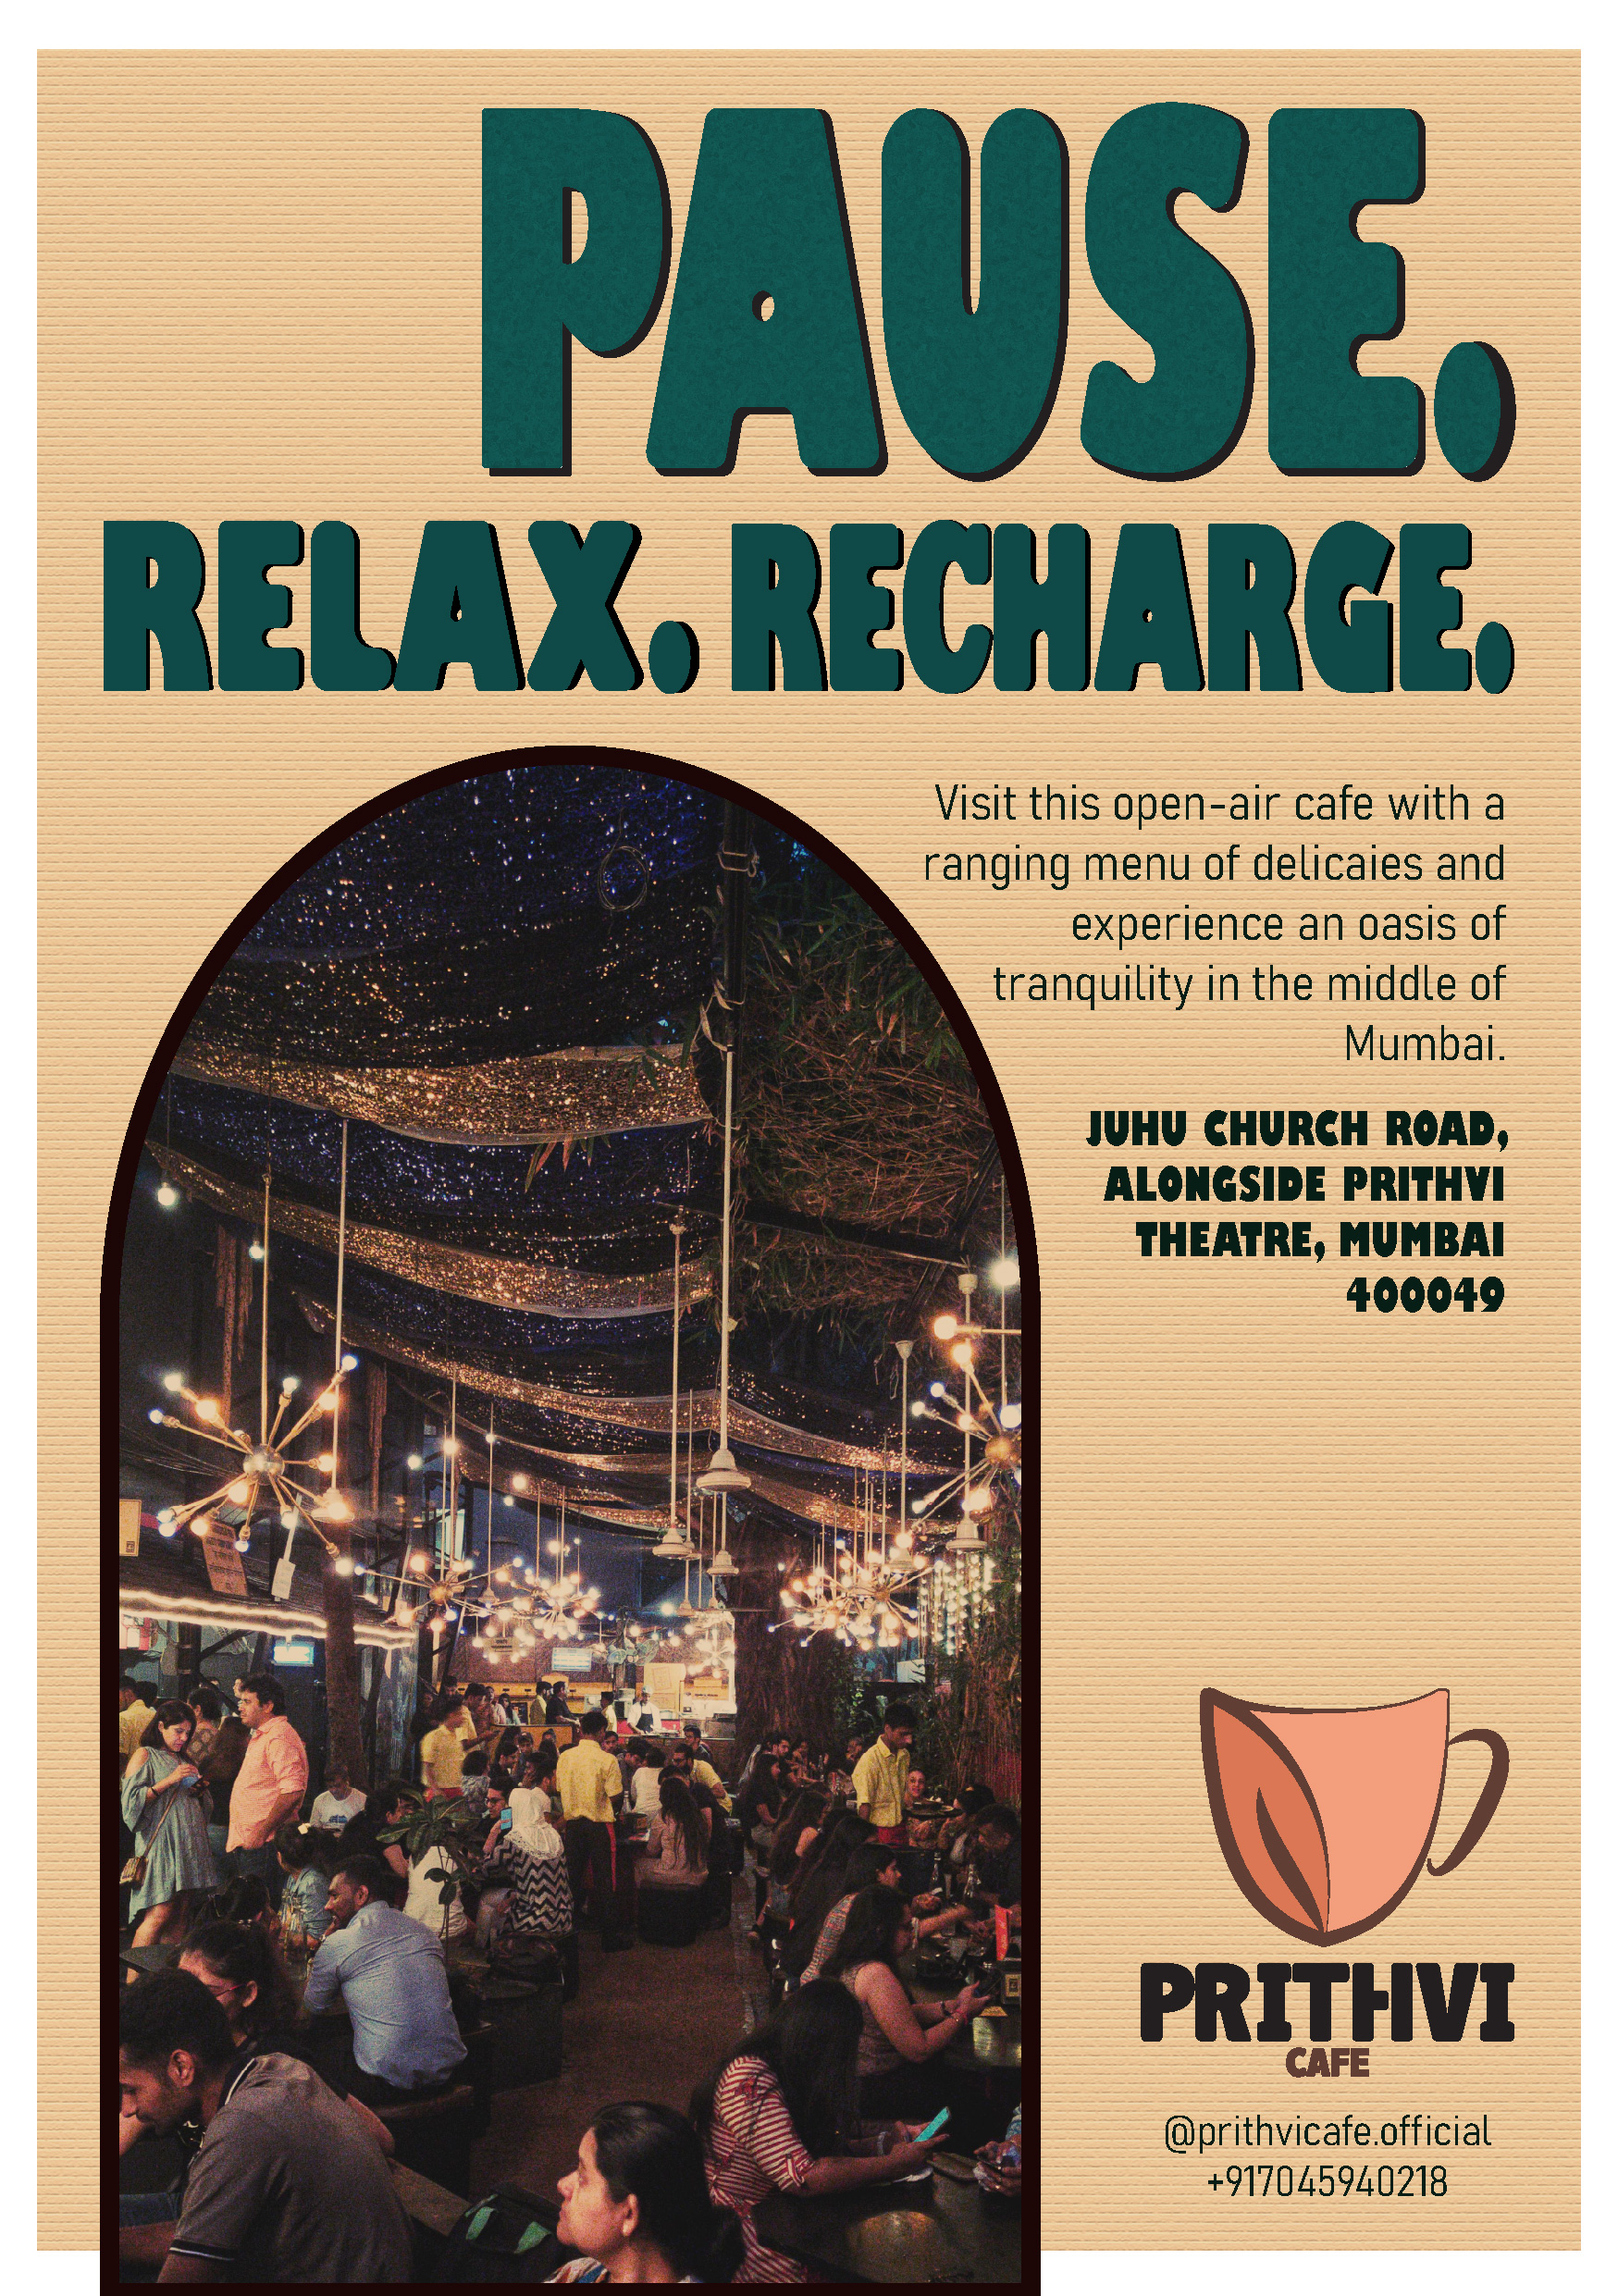 PAUSE.
RELAX. RECHARGE.
Visit this open-air cafe with a
ranging menu of delicaies and
experience an oasis of
tranquility in the middle of
Mumbai.
JUHU CHURCH ROAD,
ALONGSIDE PRITHVI
THEATRE, MUMBAI
400049
PRITHVI
CAFE
@prithvicafe.official
+917045940218